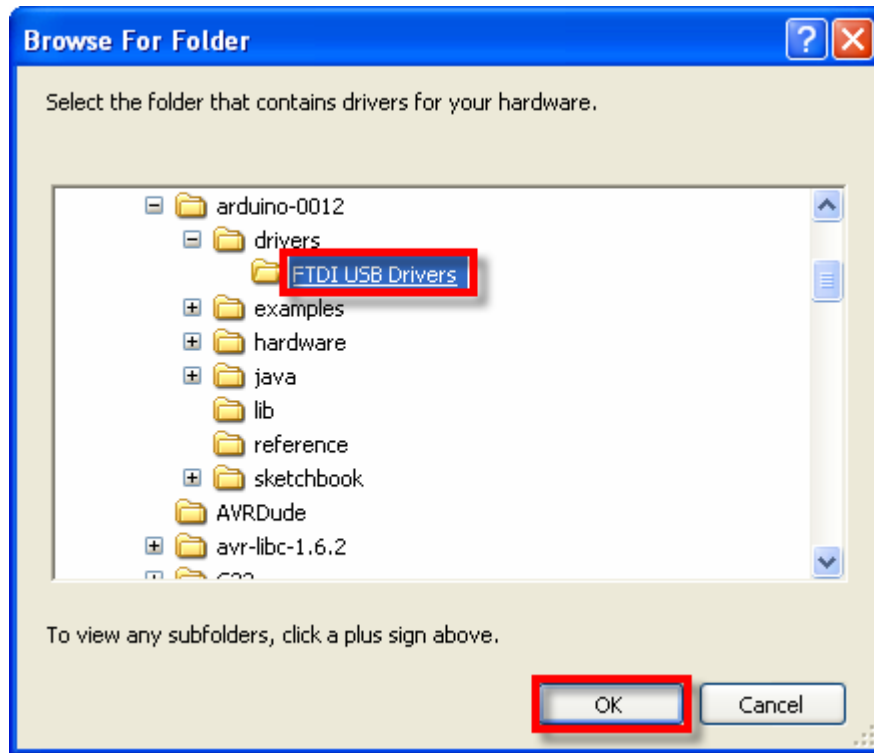 Browse For Folder
Select the folder that contains drivers for your hardware.
arduino-0012
drivers
FTDI USB Drivers
examples
hardware
java
lib
reference
sketchbook
AVRDude
avr-libc-1.6.2
To view any subfolders, click a plus sign above.
OK Cancel